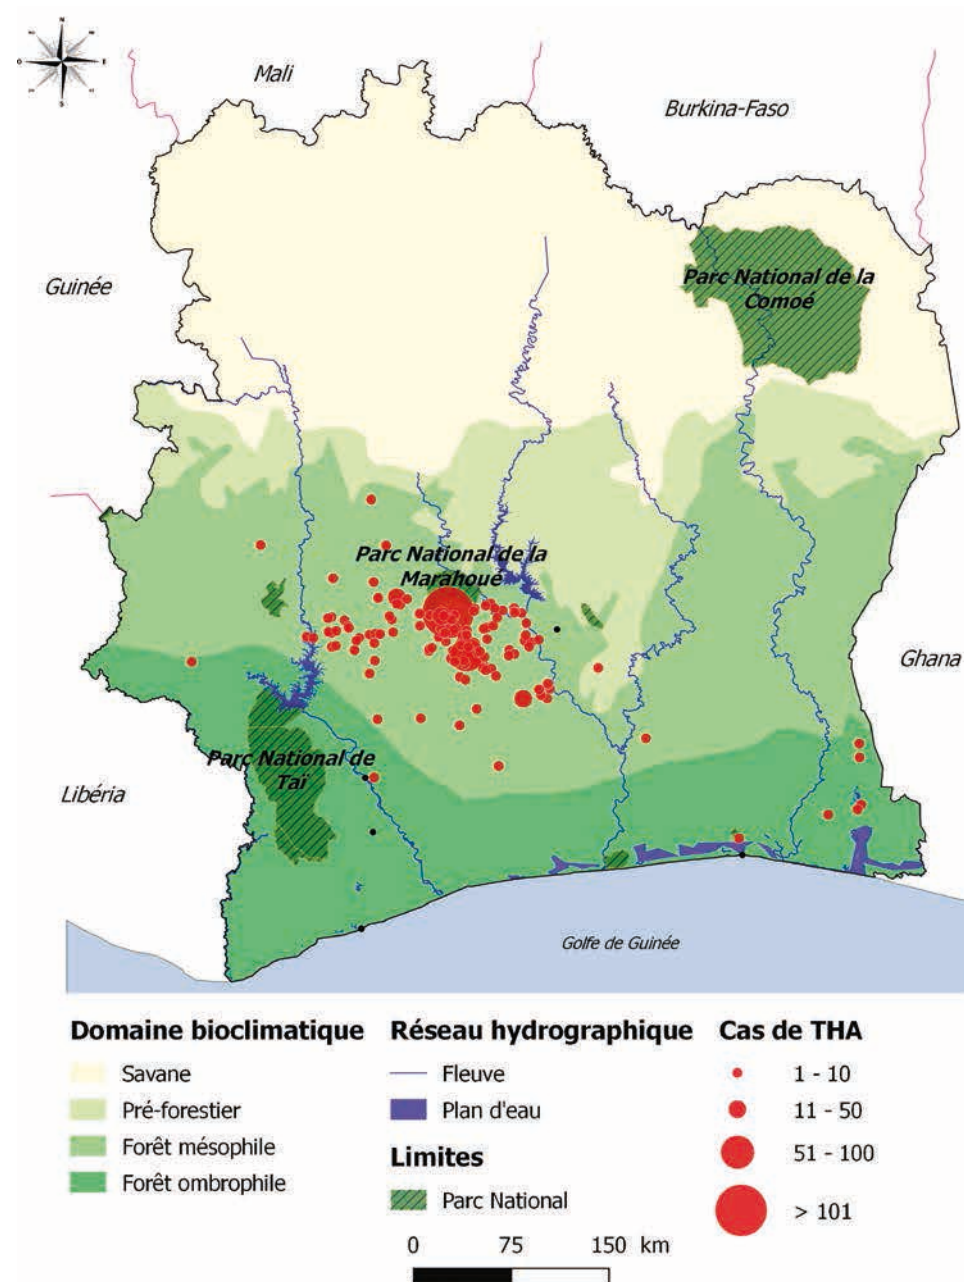 N
O
E
S
Mali
Burkina-Faso
Guinée
Parc National de la
Comoé
Parc National de la
Marahoué
Ghana
Parc National de
Taï
Libéria
Golfe de Guinée
Domaine bioclimatique
Savane
Pré-forestier
Forêt mésophile
Forêt ombrophile
Réseau hydrographique
Fleuve
Plan d'eau
Limites
Parc National
0 75 150 km
Cas de THA
1 - 10
11 - 50
51 - 100
> 101